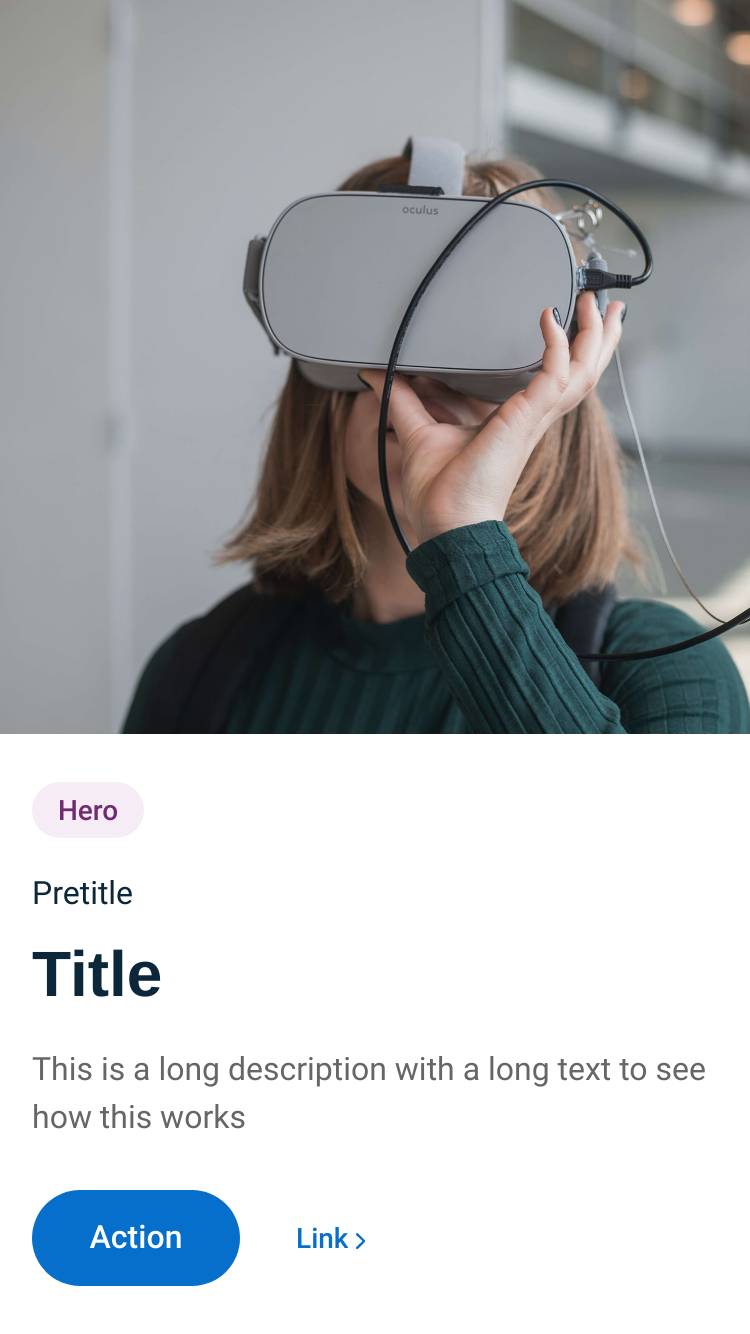 oculus
Hero
Pretitle
Title
This is a long description with a long text to see
how this works
Action
Link